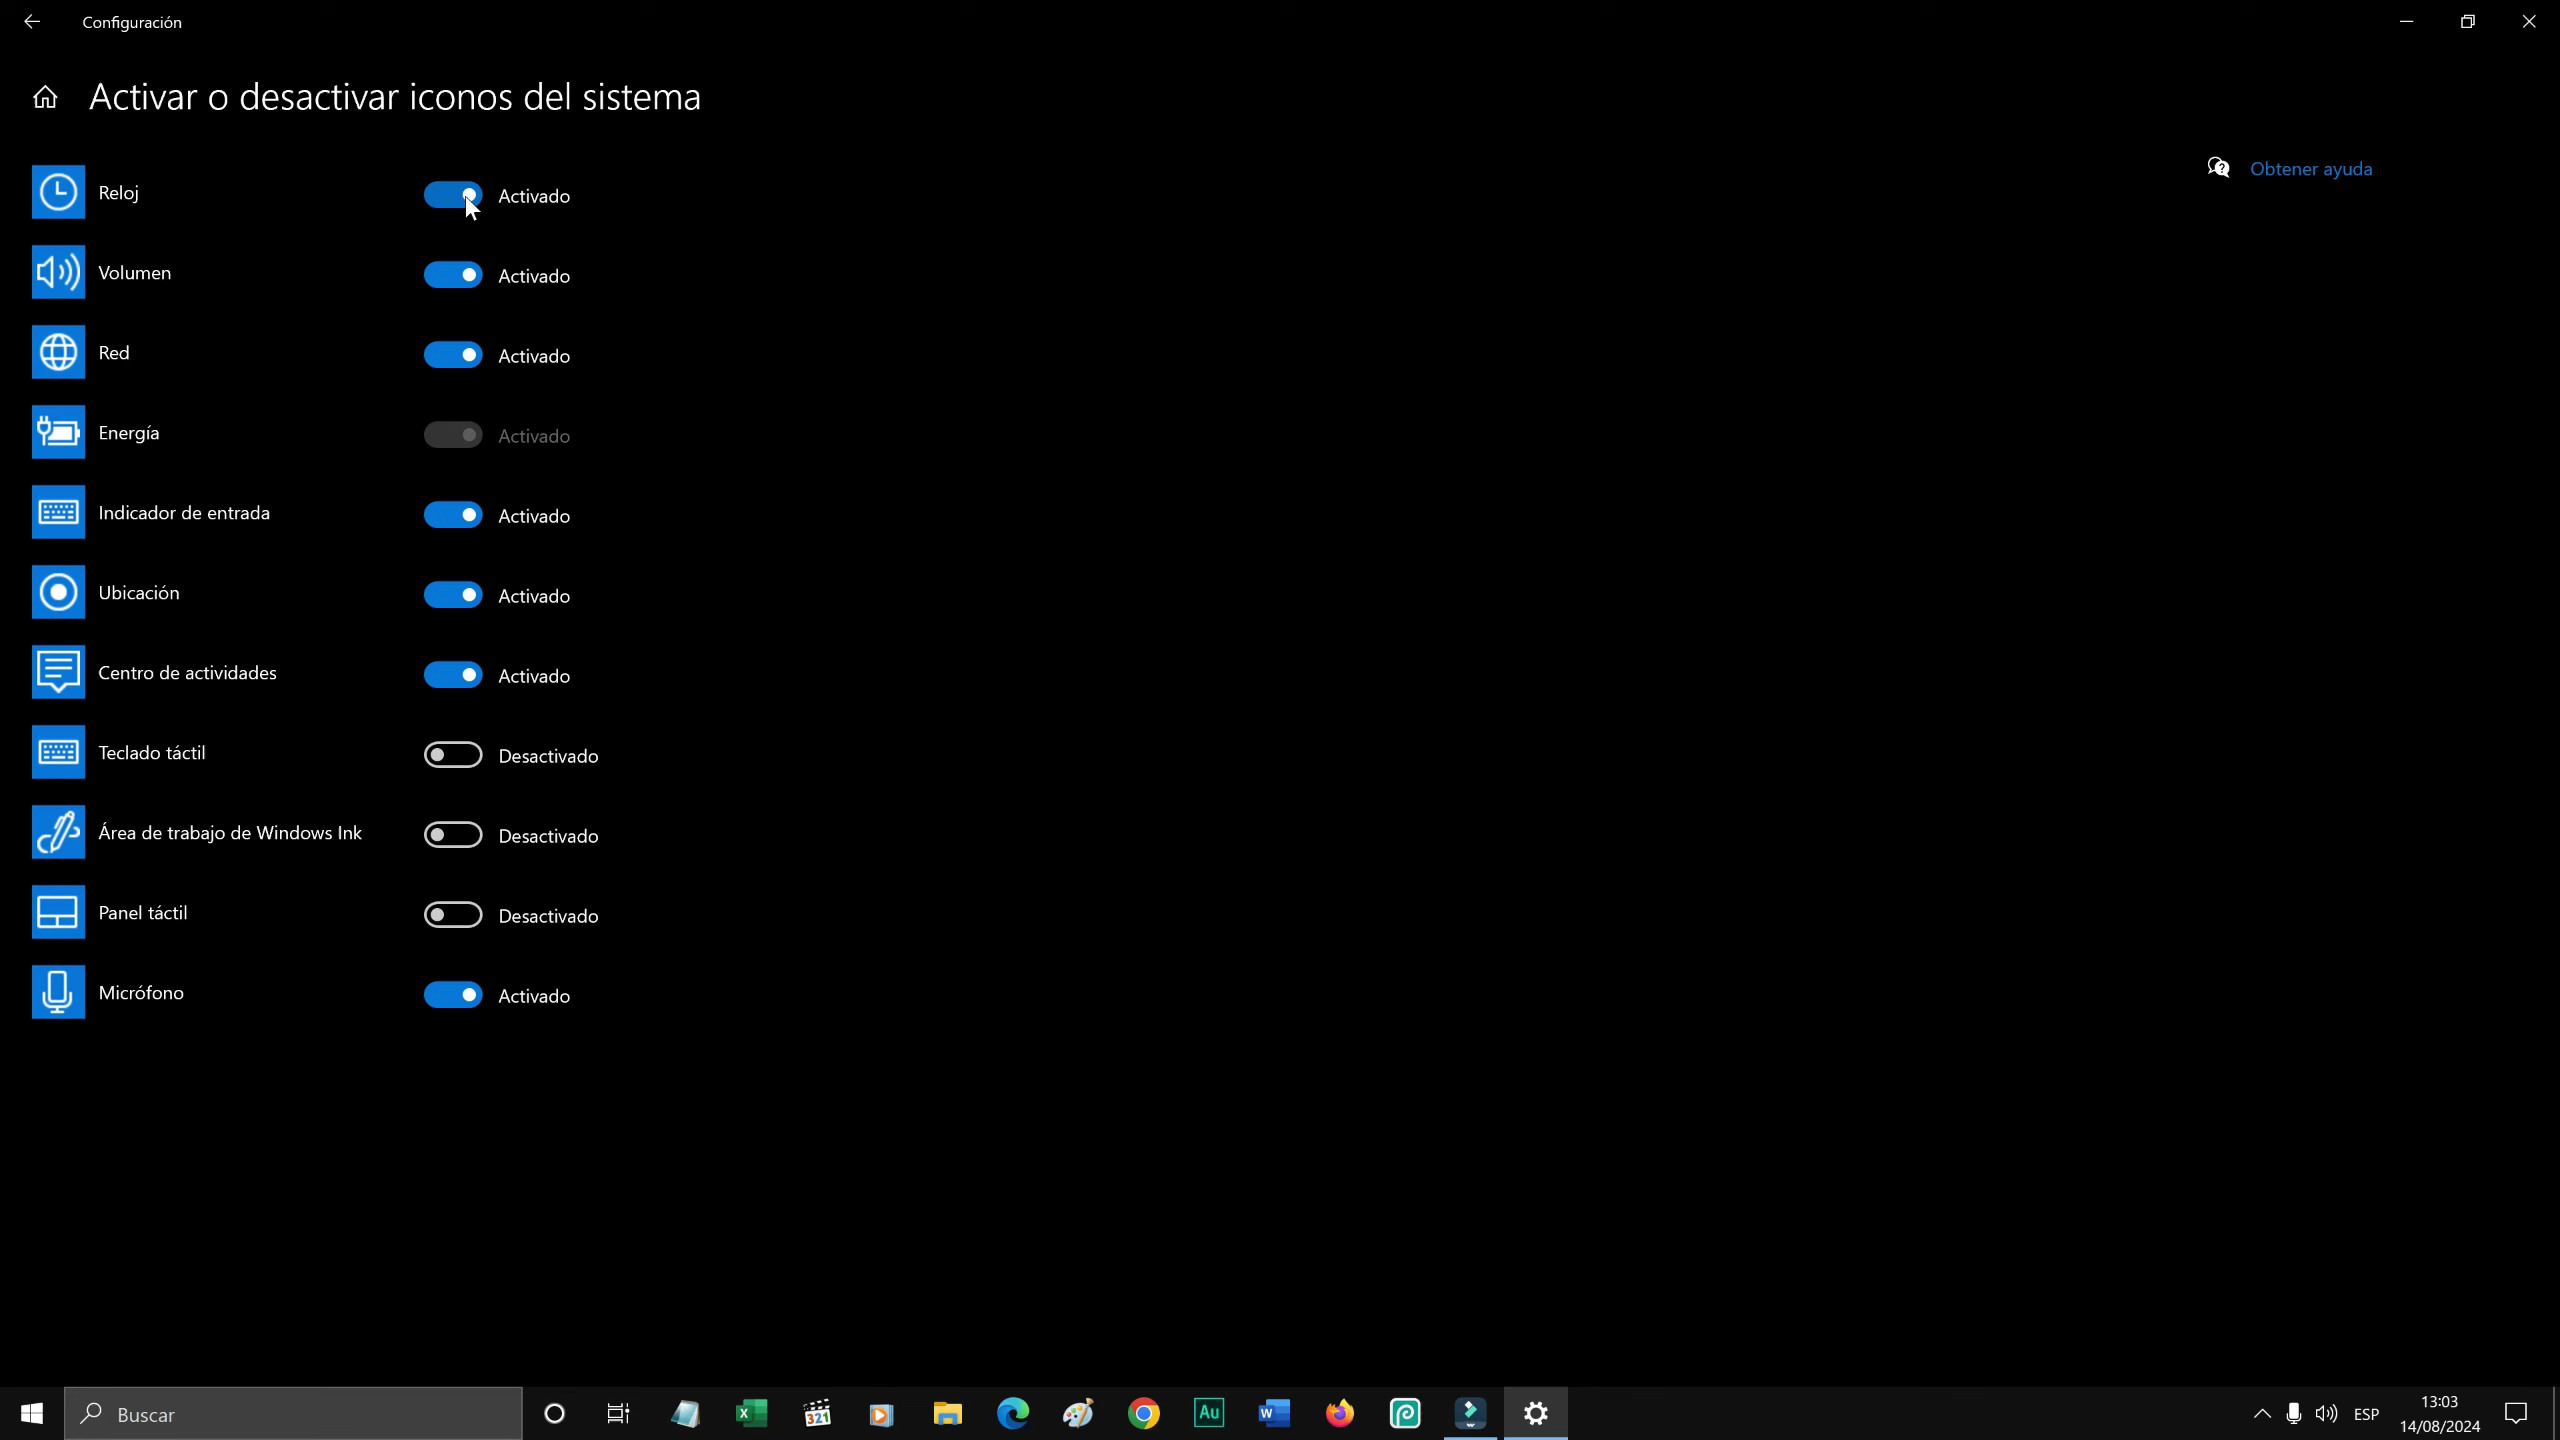 Configuración
Activar o desactivar iconos del sistema
Obtener ayuda
Reloj Activado
Volumen Activado
Red Activado
Energía Activado
Indicador de entrada Activado
Ubicación Activado
Centro de actividades Activado
Teclado táctil Desactivado
Área de trabajo de Windows Ink Desactivado
Panel táctil Desactivado
Micrófono Activado
Buscar
321
Au
ESP
13:03
14/08/2024